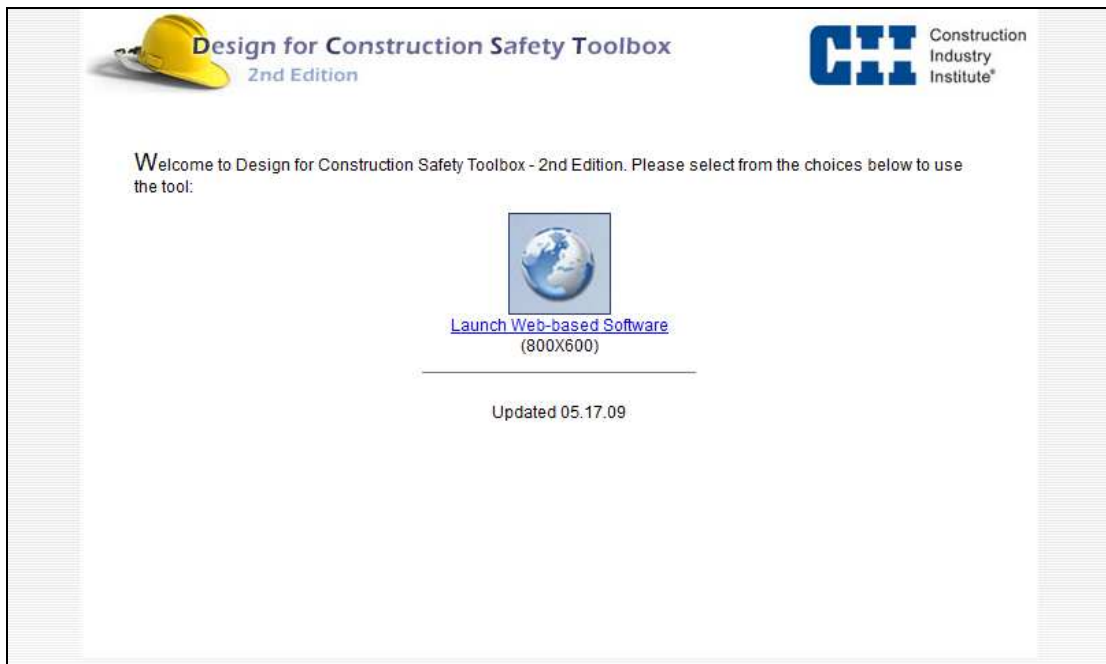 Design for Construction Safety Toolbox
2nd Edition
CII
Construction
Industry
Institute®
Welcome to Design for Construction Safety Toolbox - 2nd Edition. Please select from the choices below to use
the tool:
Launch Web-based Software
(800X600)
Updated 05.17.09